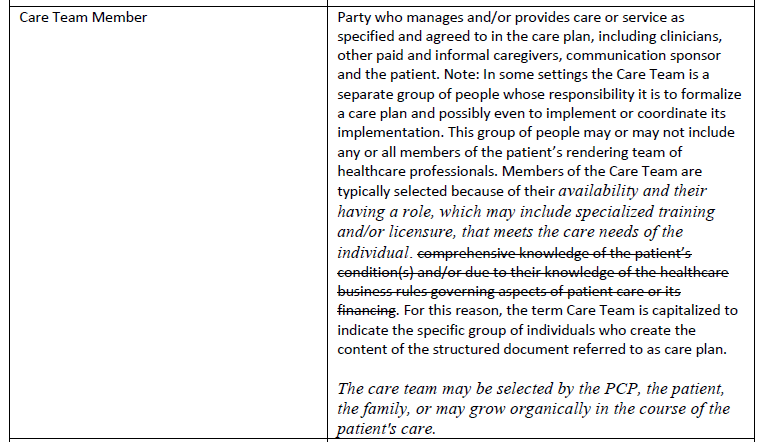 Care Team Member
Party who manages and/or provides care or service as
specified and agreed to in the care plan, including clinicians,
other paid and informal caregivers, communication sponsor
and the patient. Note: In some settings the Care Team is a
separate group of people whose responsibility it is to formalize
a care plan and possibly even to implement or coordinate its
implementation. This group of people may or may not include
any or all members of the patient’s rendering team of
healthcare professionals. Members of the Care Team are
typically selected because of their availability and their
having a role, which may include specialized training
and/or licensure, that meets the care needs of the
individual. comprehensive knowledge of the patient’s
condition(s) and/or due to their knowledge of the healthcare
business rules governing aspects of patient care or its
financing. For this reason, the term Care Team is capitalized to
indicate the specific group of individuals who create the
content of the structured document referred to as care plan.
The care team may be selected by the PCP, the patient,
the family, or may grow organically in the course of the
patient's care.